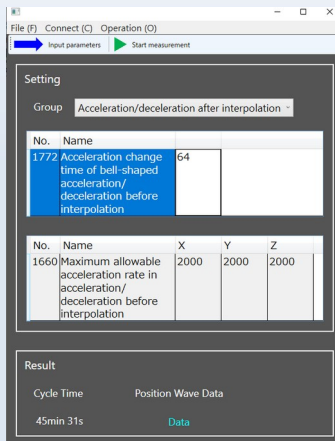 File (F) Connect (C) Operation (O)
Input parameters Start measurement
Setting
Group Acceleration/deceleration after interpolation
No. Name
1772 Acceleration change 64
time of bell-shaped
acceleration/
deceleration before
interpolation
No. Name X Y Z
1660 Maximum allowable 2000 2000 2000
acceleration rate in
acceleration/
deceleration before
interpolation
Result
Cycle Time Position Wave Data
45min 31s Data